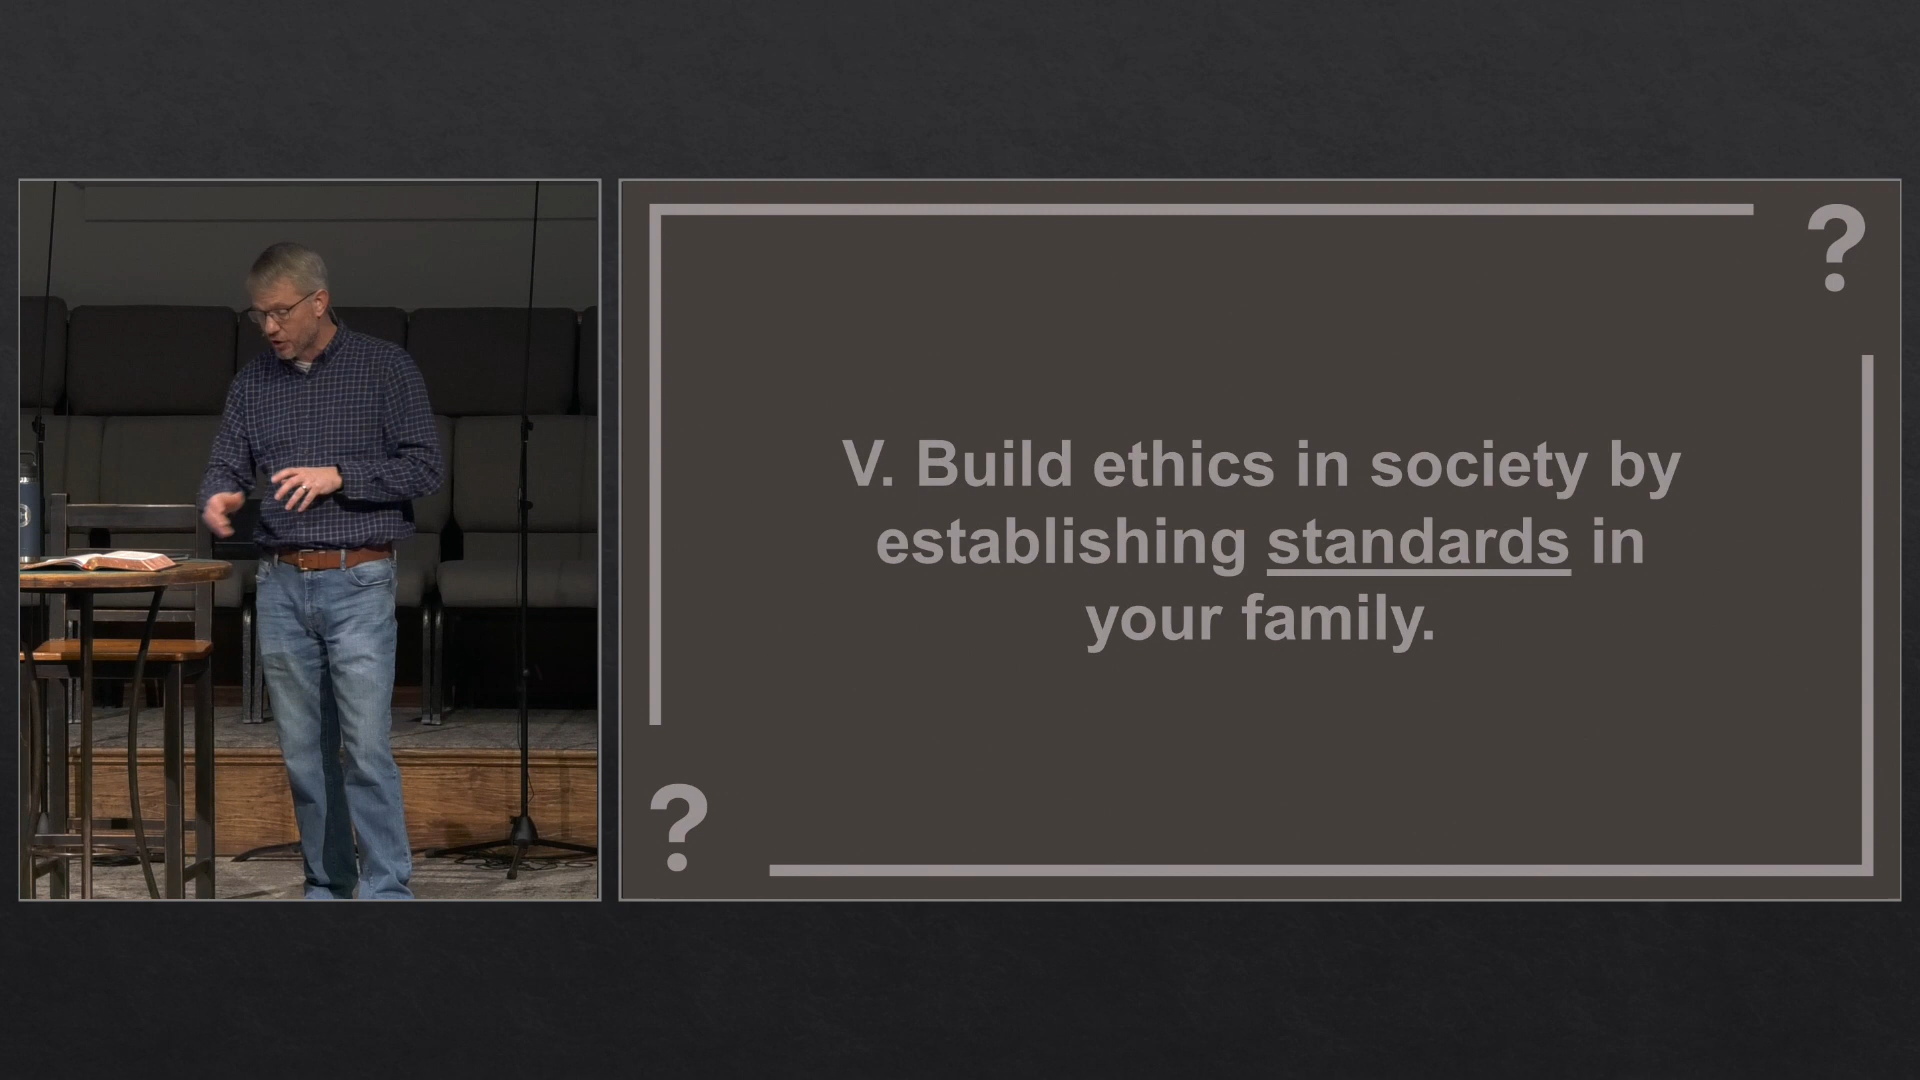 ?
V. Build ethics in society by
establishing standards in
your family.
?